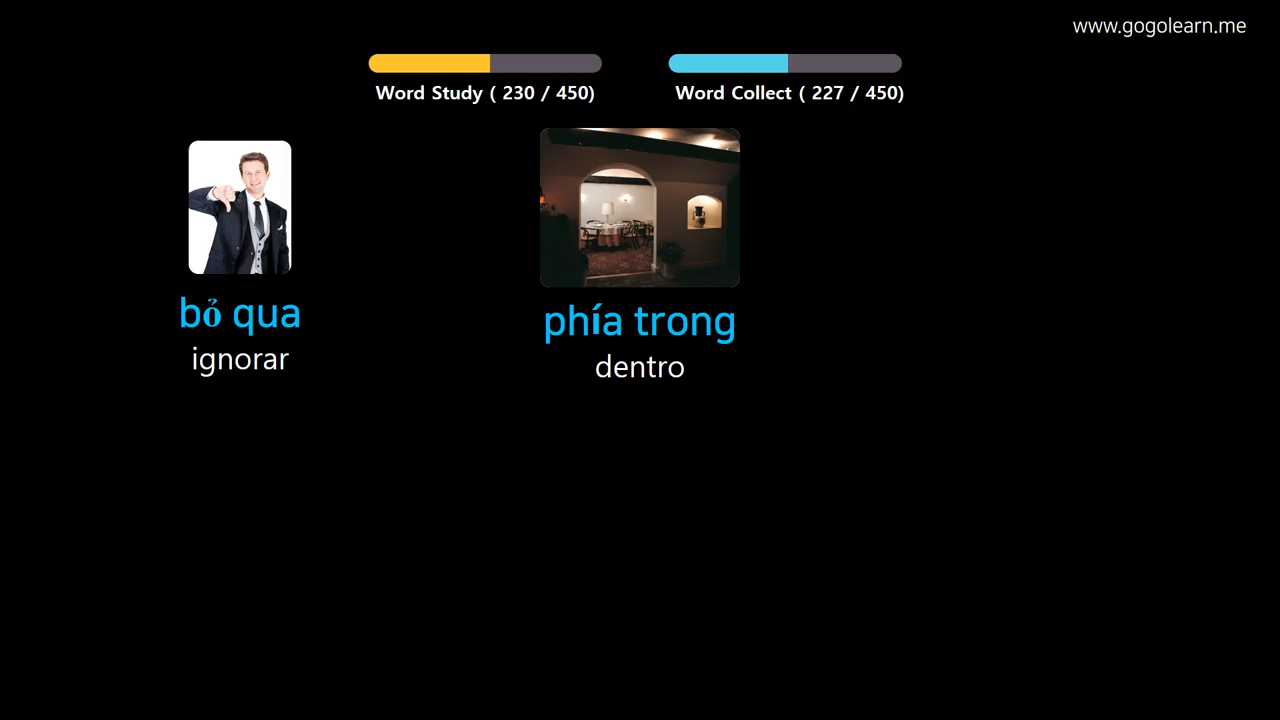 www.gogolearn.me
Word Study ( 230 / 450)
Word Collect ( 227 / 450)
bỏ qua
ignorar
phía trong
dentro